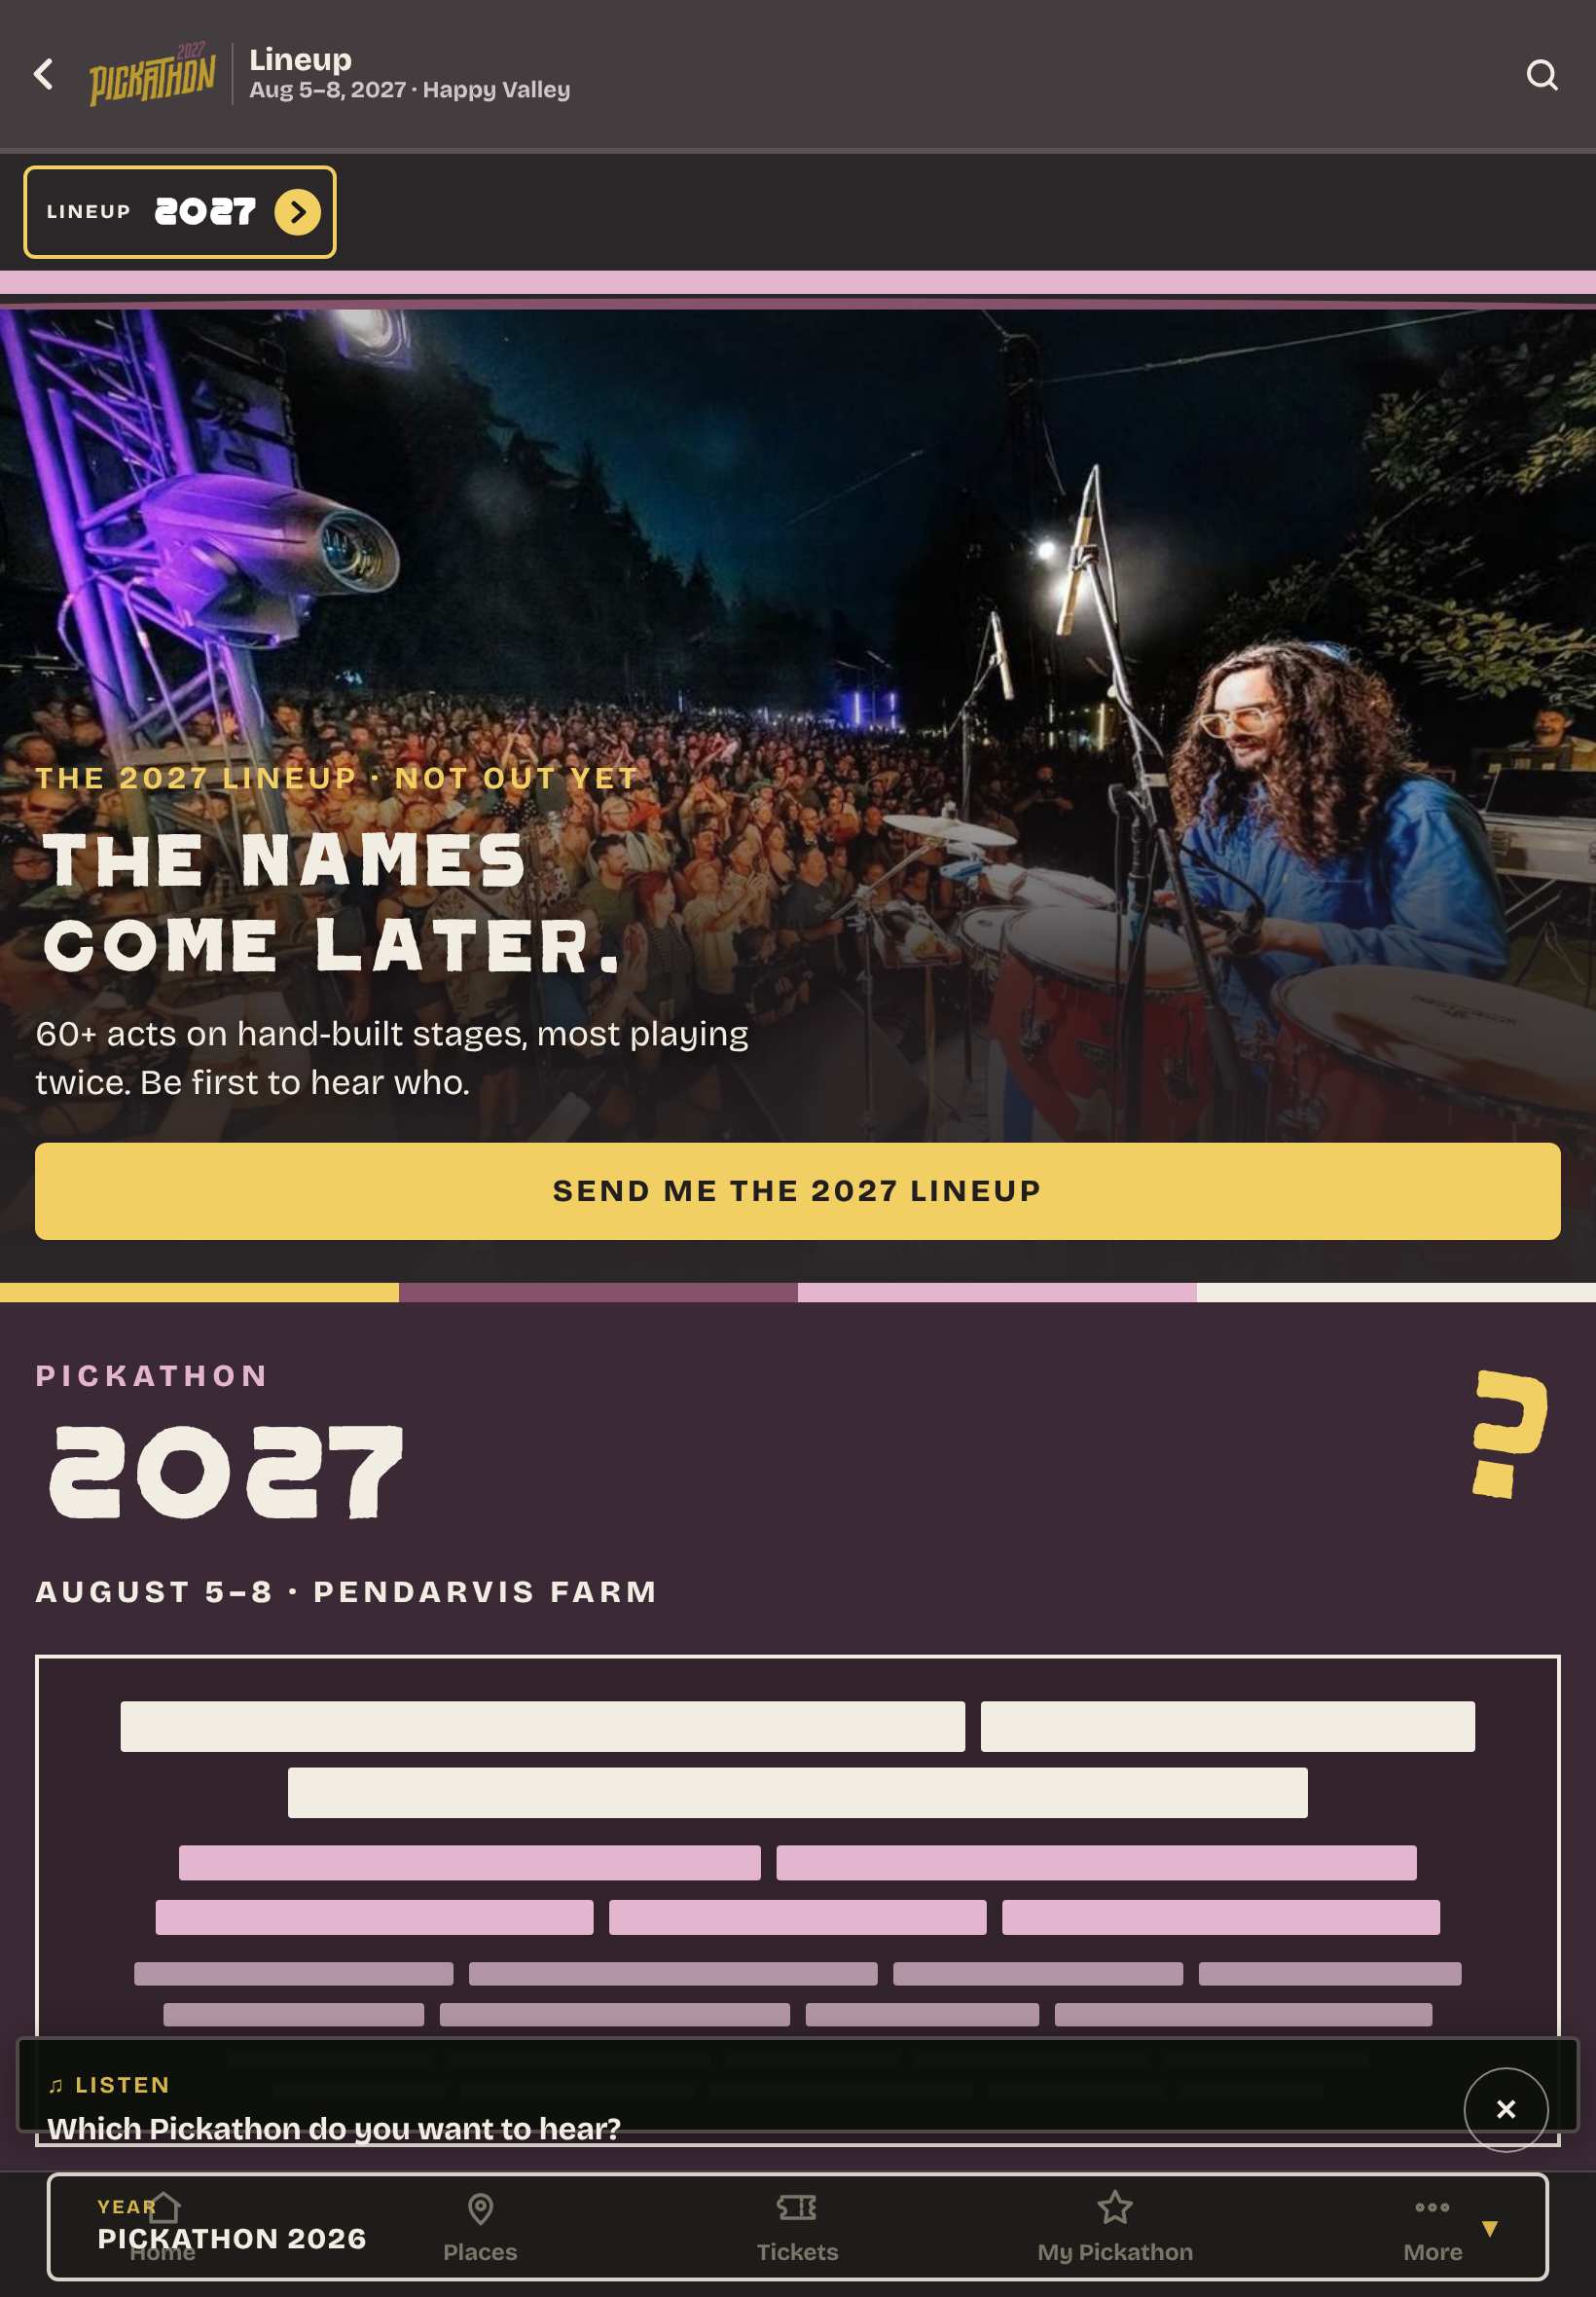 2027
PICKATHON
Lineup
Aug 5–8, 2027 · Happy Valley
LINEUP 2027
THE 2027 LINEUP · NOT OUT YET
THE NAMES
COME LATER.
60+ acts on hand-built stages, most playing
twice. Be first to hear who.
SEND ME THE 2027 LINEUP
PICKATHON
2027
?
AUGUST 5–8 · PENDARVIS FARM
♫ LISTEN
Which Pickathon do you want to hear?
YEAR
PICKATHON 2026
Home
Places
Tickets
My Pickathon
More